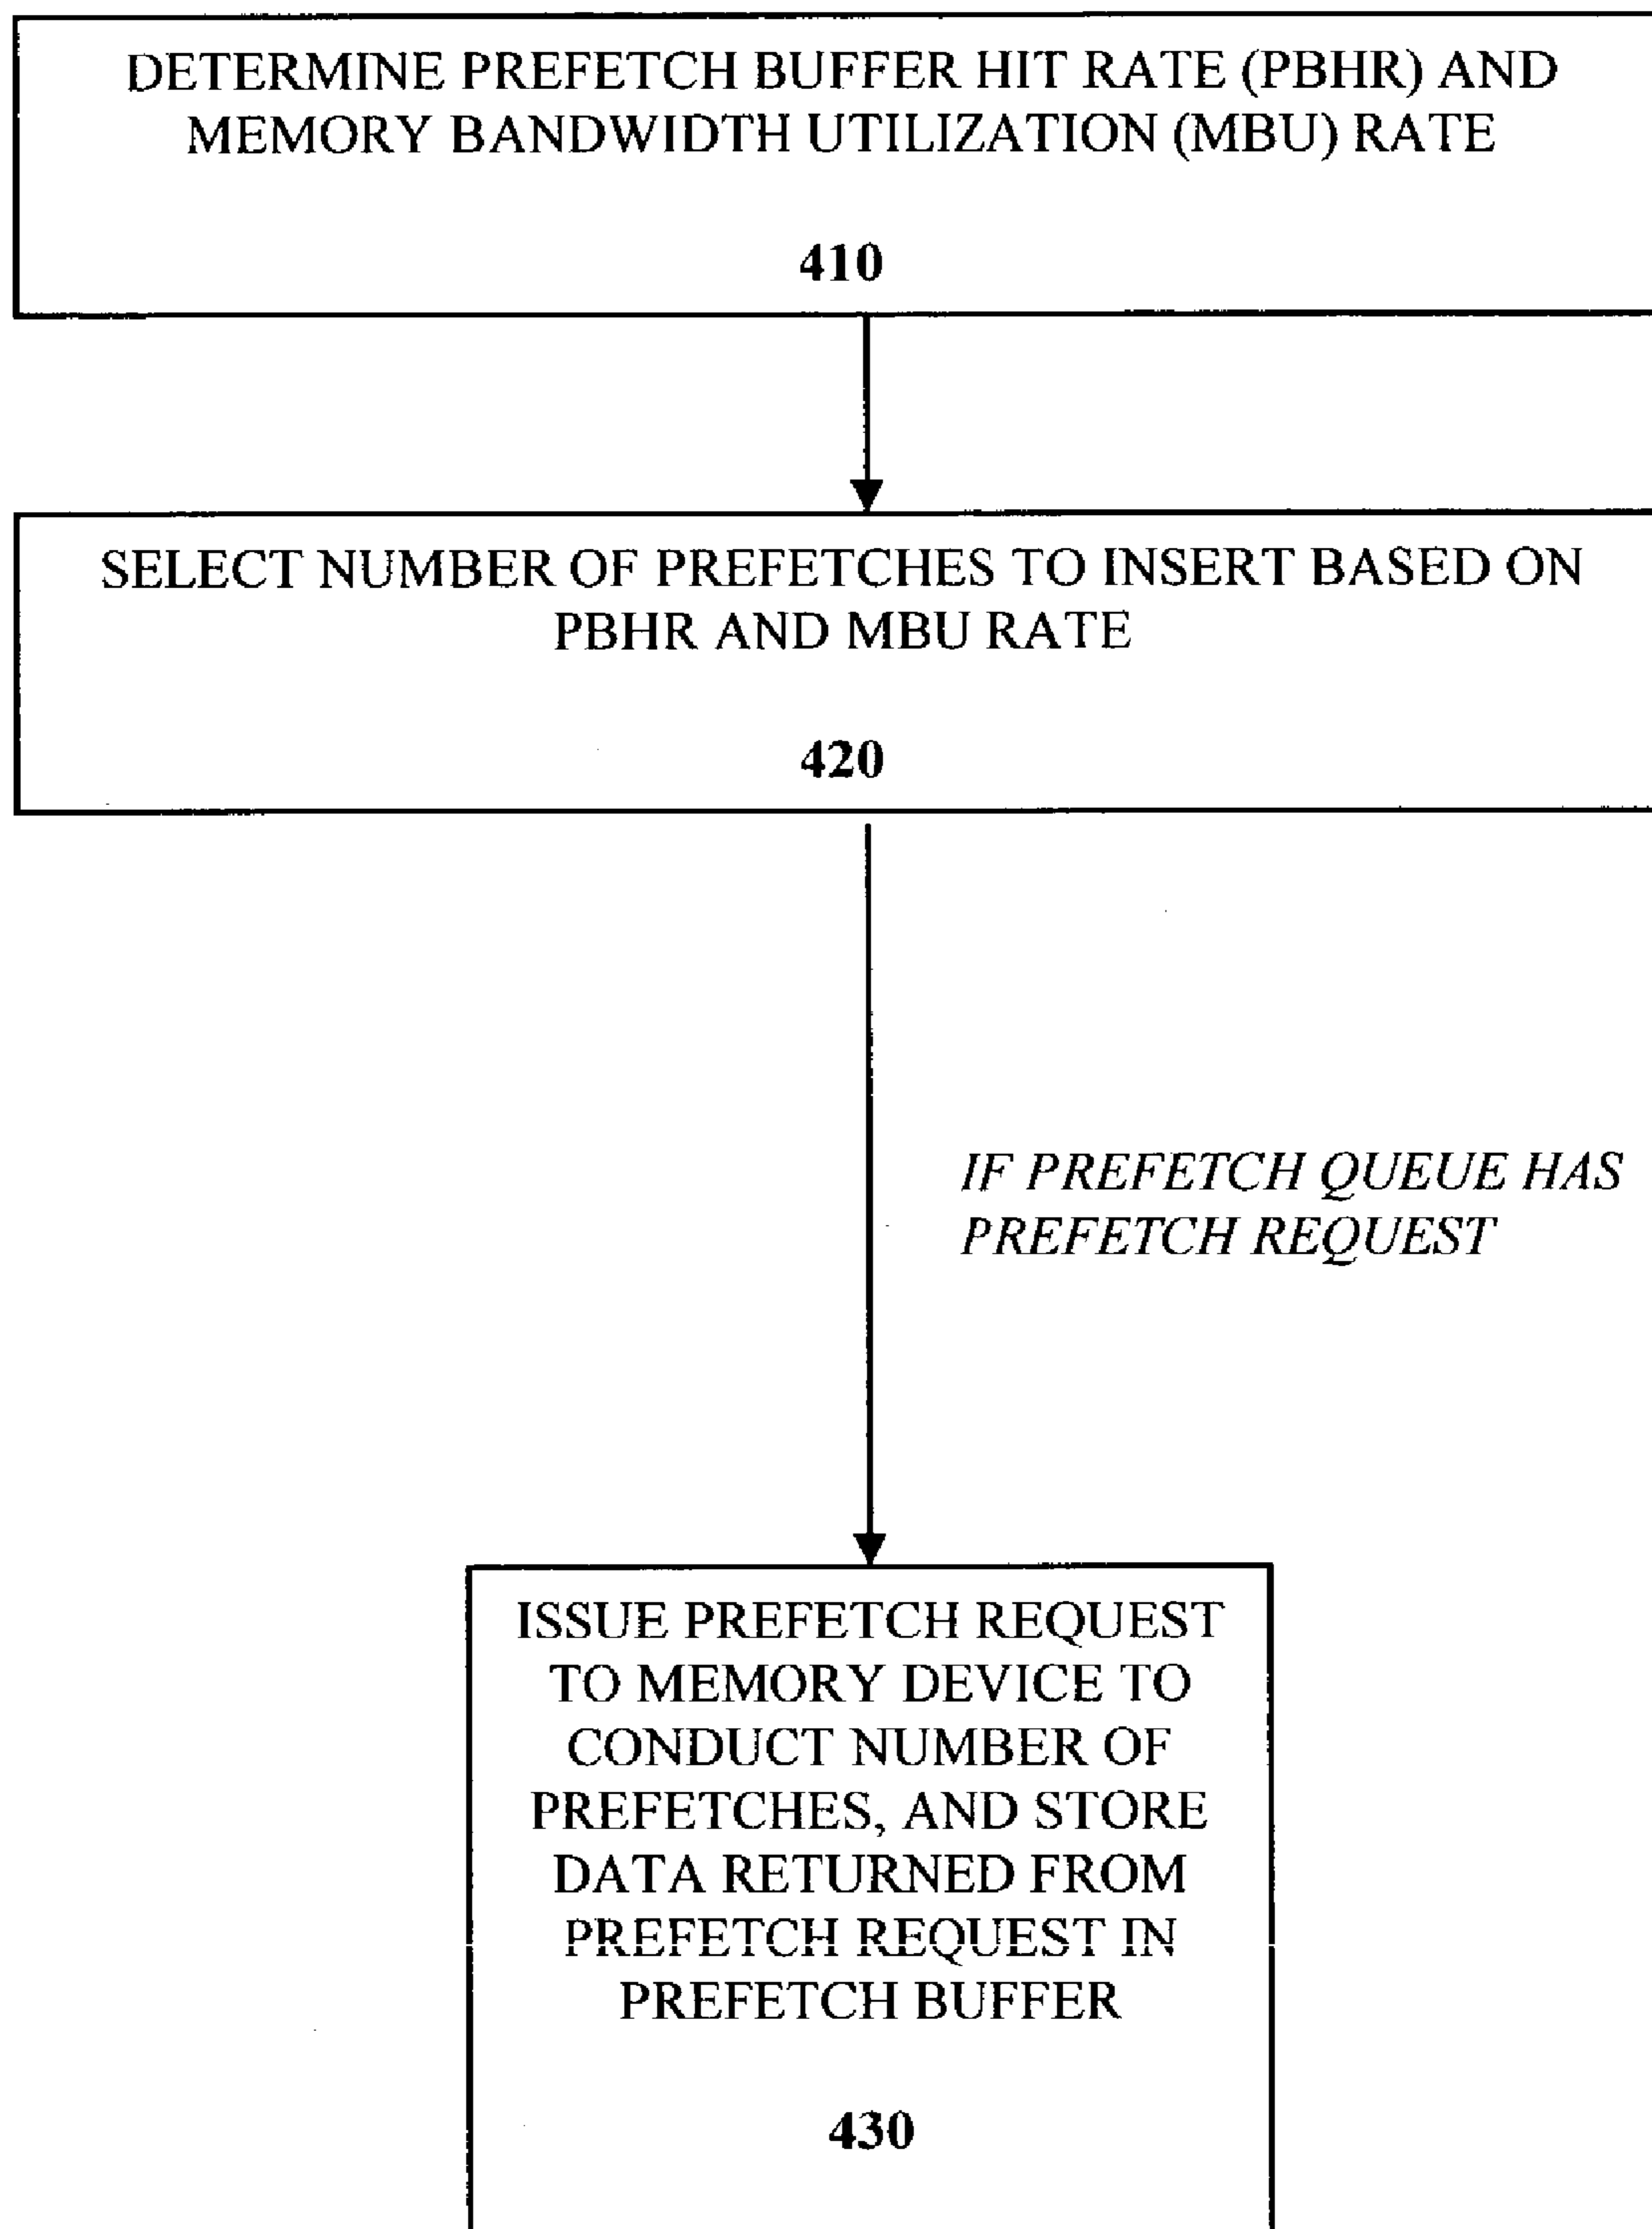 DETERMINE PREFETCH BUFFER HIT RATE (PBHR) AND
MEMORY BANDWIDTH UTILIZATION (MBU) RATE
410
SELECT NUMBER OF PREFETCHES TO INSERT BASED ON
PBHR AND MBU RATE
420
IF PREFETCH QUEUE HAS
PREFETCH REQUEST
ISSUE PREFETCH REQUEST
TO MEMORY DEVICE TO
CONDUCT NUMBER OF
PREFETCHES, AND STORE
DATA RETURNED FROM
PREFETCH REQUEST IN
PREFETCH BUFFER
430